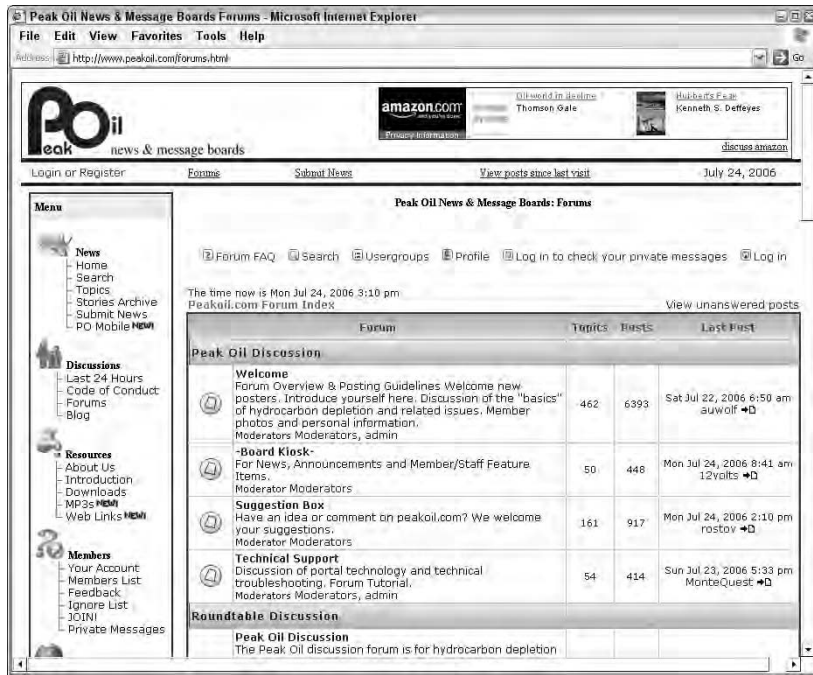 Peak Oil News & Message Boards Forums - Microsoft Internet Explorer
File Edit View Favorites Tools Help
Address http://www.peakoil.com/forums.html Go
Peak Oil
news & message boards
amazon.com
Privacy Information
Oil world in decline
Thomson Gale
Hubbert's Peak
Kenneth S. Deffeyes
discuss amazon
Login or Register Forums Submit News View posts since last visit July 24, 2006
Menu
News
Home
Search
Topics
Stories Archive
Submit News
PO Mobile NEW!
Discussions
Last 24 Hours
Code of Conduct
Forums
Blog
Resources
About Us
Introduction
Downloads
MP3s NEW!
Web Links NEW!
Members
Your Account
Members List
Feedback
Ignore List
JOIN!
Private Messages
Peak Oil News & Message Boards: Forums
Forum FAQ Search Usergroups Profile Log in to check your private messages Log in
The time now is Mon Jul 24, 2006 3:10 pm
Peakoil.com Forum Index View unanswered posts
Forum Topics Posts Last Post
Peak Oil Discussion
Welcome
Forum Overview & Posting Guidelines Welcome new
posters. Introduce yourself here. Discussion of the "basics"
of hydrocarbon depletion and related issues. Member
photos and personal information.
Moderators Moderators, admin
462 6393 Sat Jul 22, 2006 6:50 am
auwolf
-Board Kiosk-
For News, Announcements and Member/Staff Feature
Items.
Moderator Moderators
50 448 Mon Jul 24, 2006 8:41 am
12volts
Suggestion Box
Have an idea or comment on peakoil.com? We welcome
your suggestions.
Moderator Moderators
161 917 Mon Jul 24, 2006 2:10 pm
rostov
Technical Support
Discussion of portal technology and technical
troubleshooting. Forum Tutorial.
Moderators Moderators, admin
54 414 Sun Jul 23, 2006 5:33 pm
MonteQuest
Roundtable Discussion
Peak Oil Discussion
The Peak Oil discussion forum is for hydrocarbon depletion